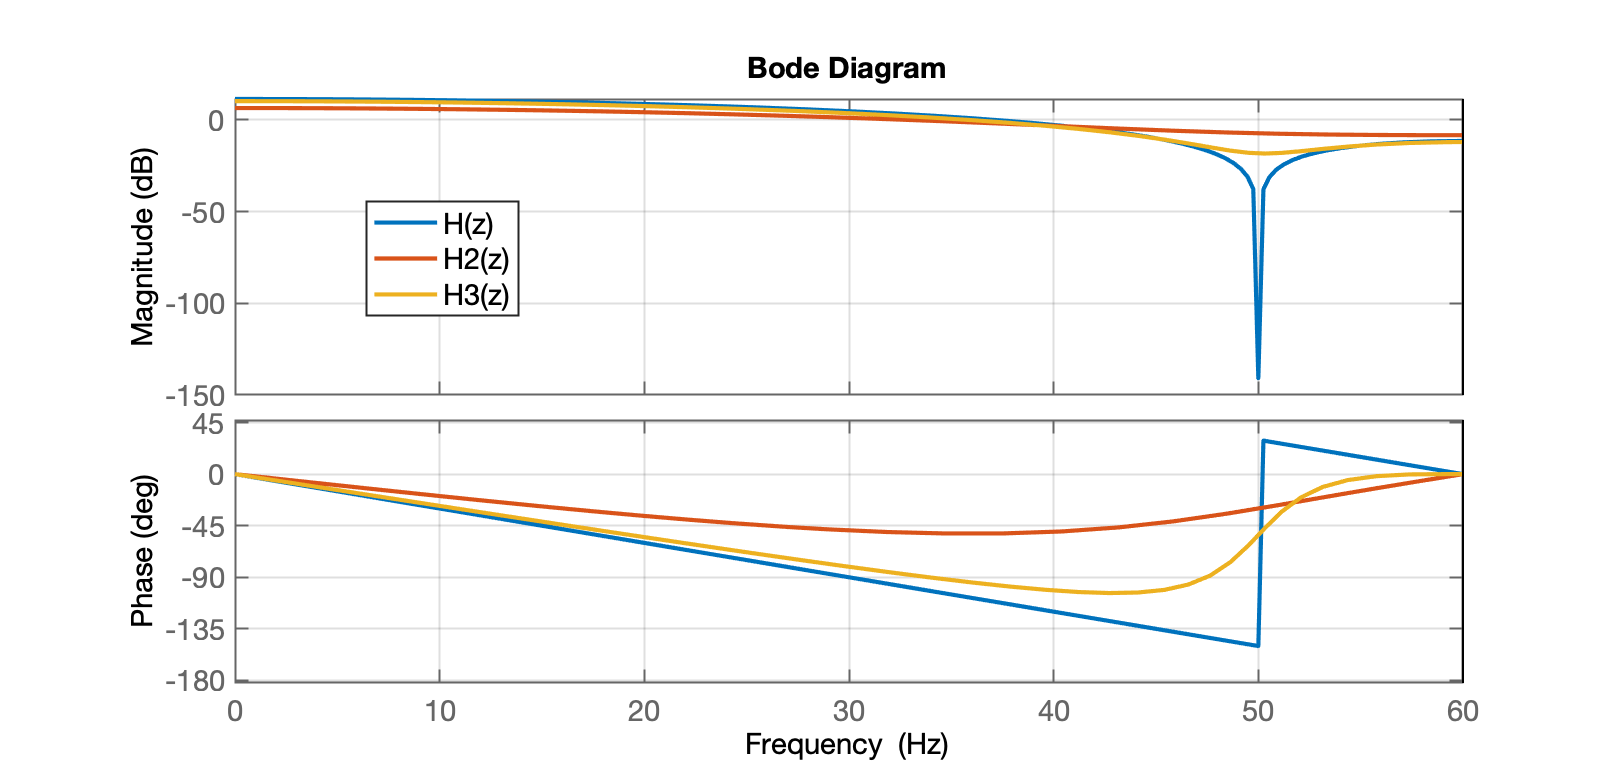 Bode Diagram
Magnitude (dB)
0
-50
-100
-150
H(z)
H2(z)
H3(z)
Phase (deg)
45
0
-45
-90
-135
-180
0 10 20 30 40 50 60
Frequency (Hz)